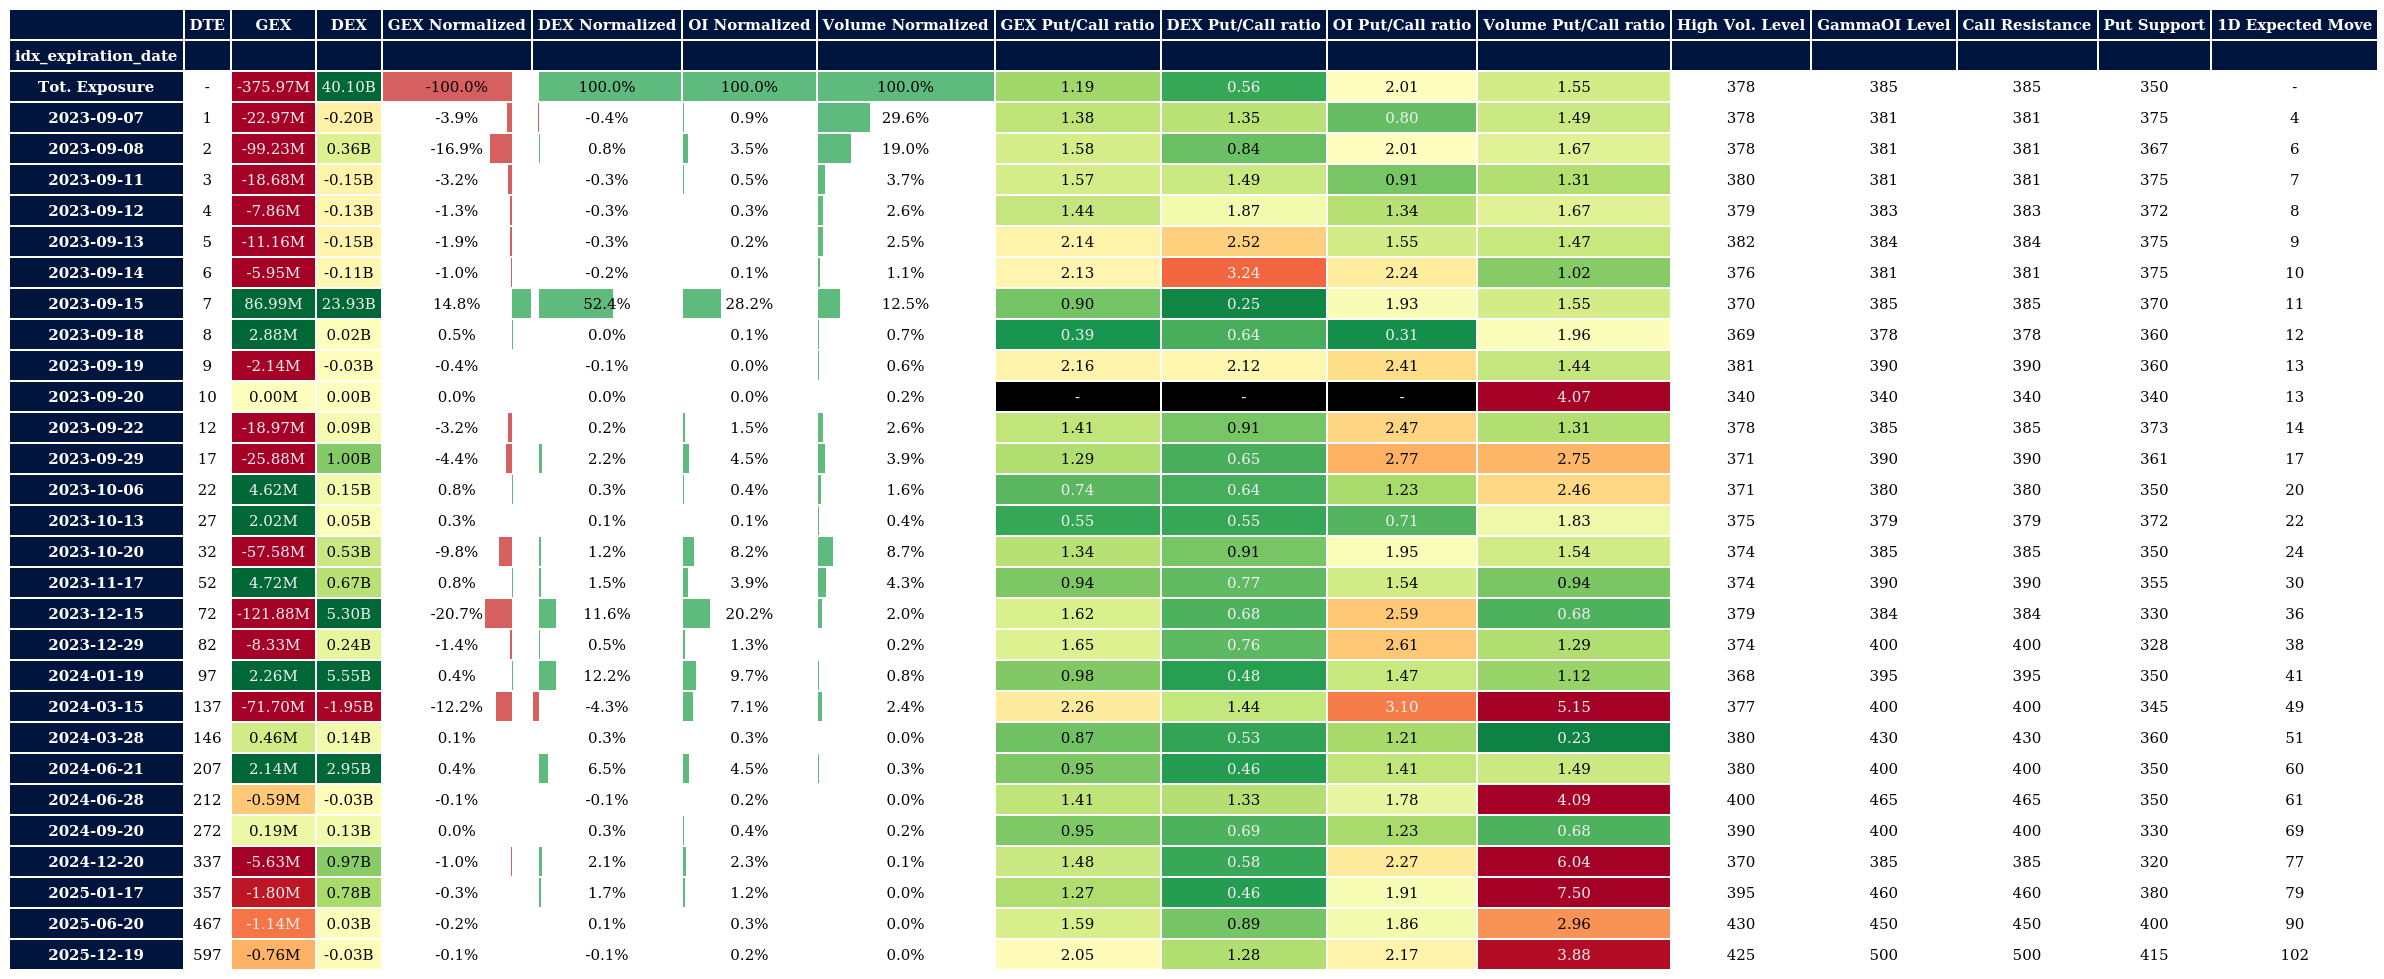 DTE GEX DEX GEX Normalized DEX Normalized OI Normalized Volume Normalized GEX Put/Call ratio DEX Put/Call ratio OI Put/Call ratio Volume Put/Call ratio High Vol. Level GammaOI Level Call Resistance Put Support 1D Expected Move
idx_expiration_date
Tot. Exposure - -375.97M 40.10B -100.0% 100.0% 100.0% 100.0% 1.19 0.56 2.01 1.55 378 385 385 350 -
2023-09-07 1 -22.97M -0.20B -3.9% -0.4% 0.9% 29.6% 1.38 1.35 0.80 1.49 378 381 381 375 4
2023-09-08 2 -99.23M 0.36B -16.9% 0.8% 3.5% 19.0% 1.58 0.84 2.01 1.67 378 381 381 367 6
2023-09-11 3 -18.68M -0.15B -3.2% -0.3% 0.5% 3.7% 1.57 1.49 0.91 1.31 380 381 381 375 7
2023-09-12 4 -7.86M -0.13B -1.3% -0.3% 0.3% 2.6% 1.44 1.87 1.34 1.67 379 383 383 372 8
2023-09-13 5 -11.16M -0.15B -1.9% -0.3% 0.2% 2.5% 2.14 2.52 1.55 1.47 382 384 384 375 9
2023-09-14 6 -5.95M -0.11B -1.0% -0.2% 0.1% 1.1% 2.13 3.24 2.24 1.02 376 381 381 375 10
2023-09-15 7 86.99M 23.93B 14.8% 52.4% 28.2% 12.5% 0.90 0.25 1.93 1.55 370 385 385 370 11
2023-09-18 8 2.88M 0.02B 0.5% 0.0% 0.1% 0.7% 0.39 0.64 0.31 1.96 369 378 378 360 12
2023-09-19 9 -2.14M -0.03B -0.4% -0.1% 0.0% 0.6% 2.16 2.12 2.41 1.44 381 390 390 360 13
2023-09-20 10 0.00M 0.00B 0.0% 0.0% 0.0% 0.2% - - - 4.07 340 340 340 340 13
2023-09-22 12 -18.97M 0.09B -3.2% 0.2% 1.5% 2.6% 1.41 0.91 2.47 1.31 378 385 385 373 14
2023-09-29 17 -25.88M 1.00B -4.4% 2.2% 4.5% 3.9% 1.29 0.65 2.77 2.75 371 390 390 361 17
2023-10-06 22 4.62M 0.15B 0.8% 0.3% 0.4% 1.6% 0.74 0.64 1.23 2.46 371 380 380 350 20
2023-10-13 27 2.02M 0.05B 0.3% 0.1% 0.1% 0.4% 0.55 0.55 0.71 1.83 375 379 379 372 22
2023-10-20 32 -57.58M 0.53B -9.8% 1.2% 8.2% 8.7% 1.34 0.91 1.95 1.54 374 385 385 350 24
2023-11-17 52 4.72M 0.67B 0.8% 1.5% 3.9% 4.3% 0.94 0.77 1.54 0.94 374 390 390 355 30
2023-12-15 72 -121.88M 5.30B -20.7% 11.6% 20.2% 2.0% 1.62 0.68 2.59 0.68 379 384 384 330 36
2023-12-29 82 -8.33M 0.24B -1.4% 0.5% 1.3% 0.2% 1.65 0.76 2.61 1.29 374 400 400 328 38
2024-01-19 97 2.26M 5.55B 0.4% 12.2% 9.7% 0.8% 0.98 0.48 1.47 1.12 368 395 395 350 41
2024-03-15 137 -71.70M -1.95B -12.2% -4.3% 7.1% 2.4% 2.26 1.44 3.10 5.15 377 400 400 345 49
2024-03-28 146 0.46M 0.14B 0.1% 0.3% 0.3% 0.0% 0.87 0.53 1.21 0.23 380 430 430 360 51
2024-06-21 207 2.14M 2.95B 0.4% 6.5% 4.5% 0.3% 0.95 0.46 1.41 1.49 380 400 400 350 60
2024-06-28 212 -0.59M -0.03B -0.1% -0.1% 0.2% 0.0% 1.41 1.33 1.78 4.09 400 465 465 350 61
2024-09-20 272 0.19M 0.13B 0.0% 0.3% 0.4% 0.2% 0.95 0.69 1.23 0.68 390 400 400 330 69
2024-12-20 337 -5.63M 0.97B -1.0% 2.1% 2.3% 0.1% 1.48 0.58 2.27 6.04 370 385 385 320 77
2025-01-17 357 -1.80M 0.78B -0.3% 1.7% 1.2% 0.0% 1.27 0.46 1.91 7.50 395 460 460 380 79
2025-06-20 467 -1.14M 0.03B -0.2% 0.1% 0.3% 0.0% 1.59 0.89 1.86 2.96 430 450 450 400 90
2025-12-19 597 -0.76M -0.03B -0.1% -0.1% 0.2% 0.0% 2.05 1.28 2.17 3.88 425 500 500 415 102